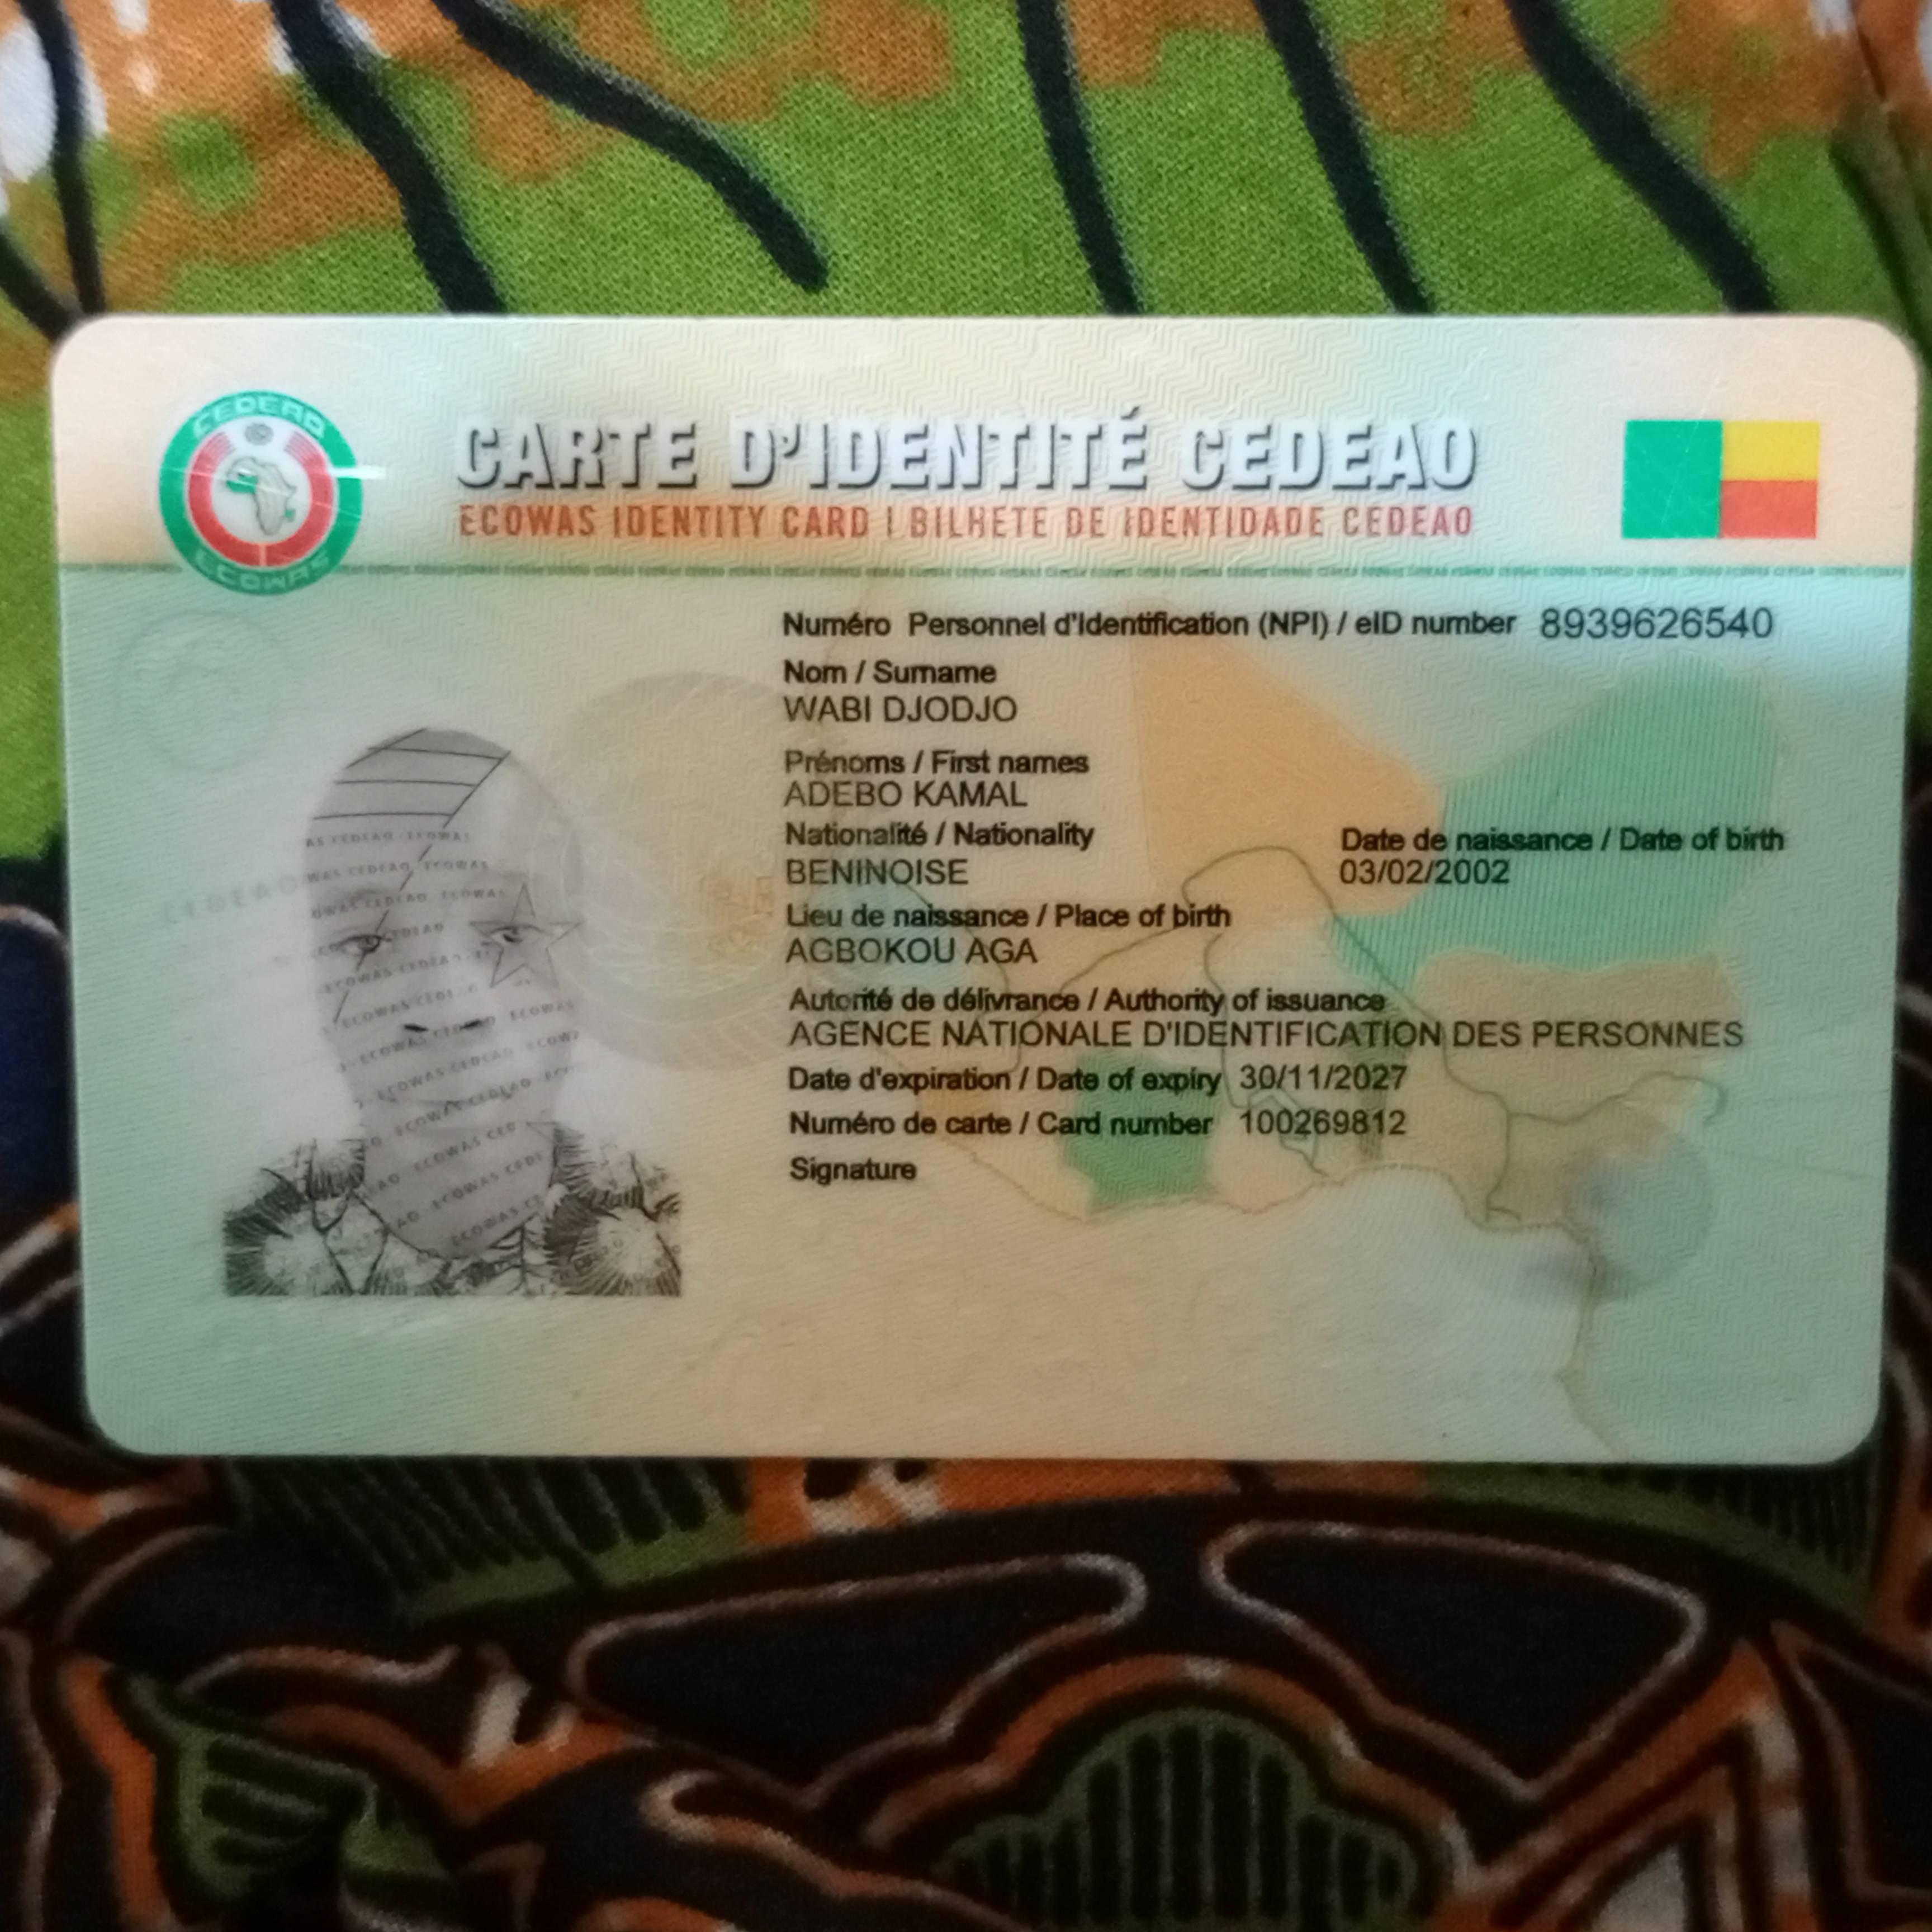 CEDEAO
ECOWAS
CARTE D'IDENTITÉ CEDEAO
ECOWAS IDENTITY CARD | BILHETE DE IDENTIDADE CEDEAO
Numéro Personnel d'Identification (NPI) / eID number 8939626540
Nom / Surname
WABI DJODJO
Prénoms / First names
ADEBO KAMAL
Nationalité / Nationality
BENINOISE
Date de naissance / Date of birth
03/02/2002
Lieu de naissance / Place of birth
AGBOKOU AGA
Autorité de délivrance / Authority of issuance
AGENCE NATIONALE D'IDENTIFICATION DES PERSONNES
Date d'expiration / Date of expiry 30/11/2027
Numéro de carte / Card number 100269812
Signature